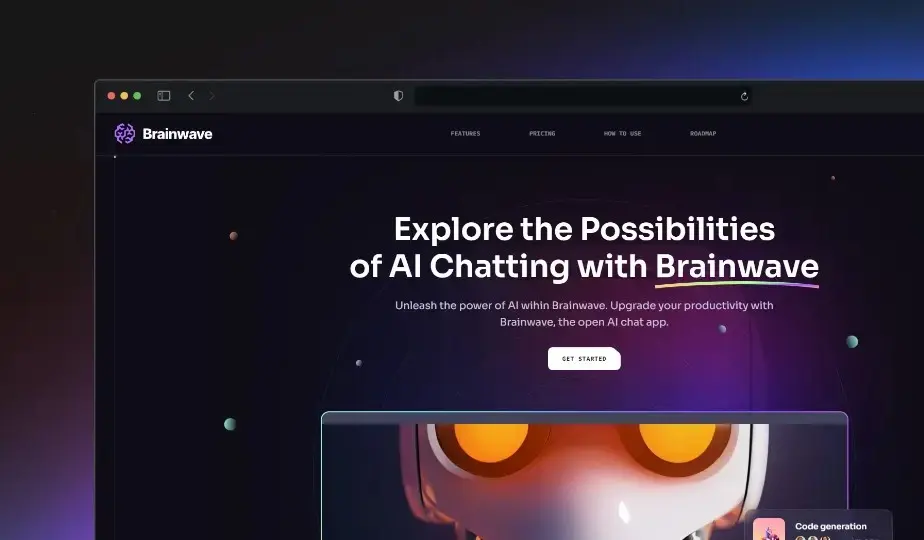 Brainwave
FEATURES
PRICING
HOW TO USE
ROADMAP
Explore the Possibilities
of AI Chatting with Brainwave
Unleash the power of AI wihin Brainwave. Upgrade your productivity with
Brainwave, the open AI chat app.
GET STARTED
Code generation